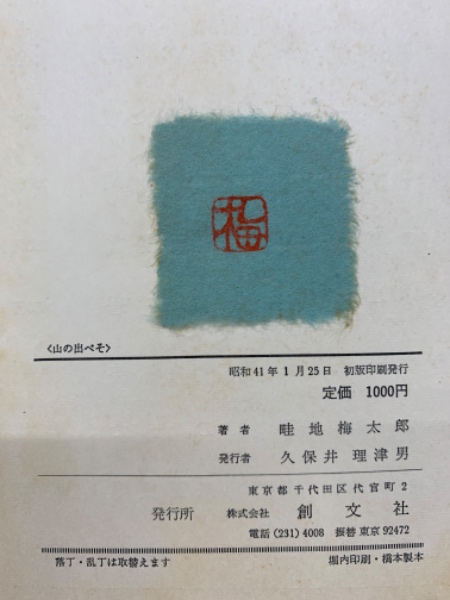 梅
〈山の出べそ〉
昭和41年1月25日 初版印刷発行
定価 1000円
著者 畦地梅太郎
発行者 久保井理津男
東京都千代田区代官町2
発行所 株式会社 創文社
電話(231)4008 振替東京92472
落丁・乱丁は取替えます 堀内印刷・橋本製本